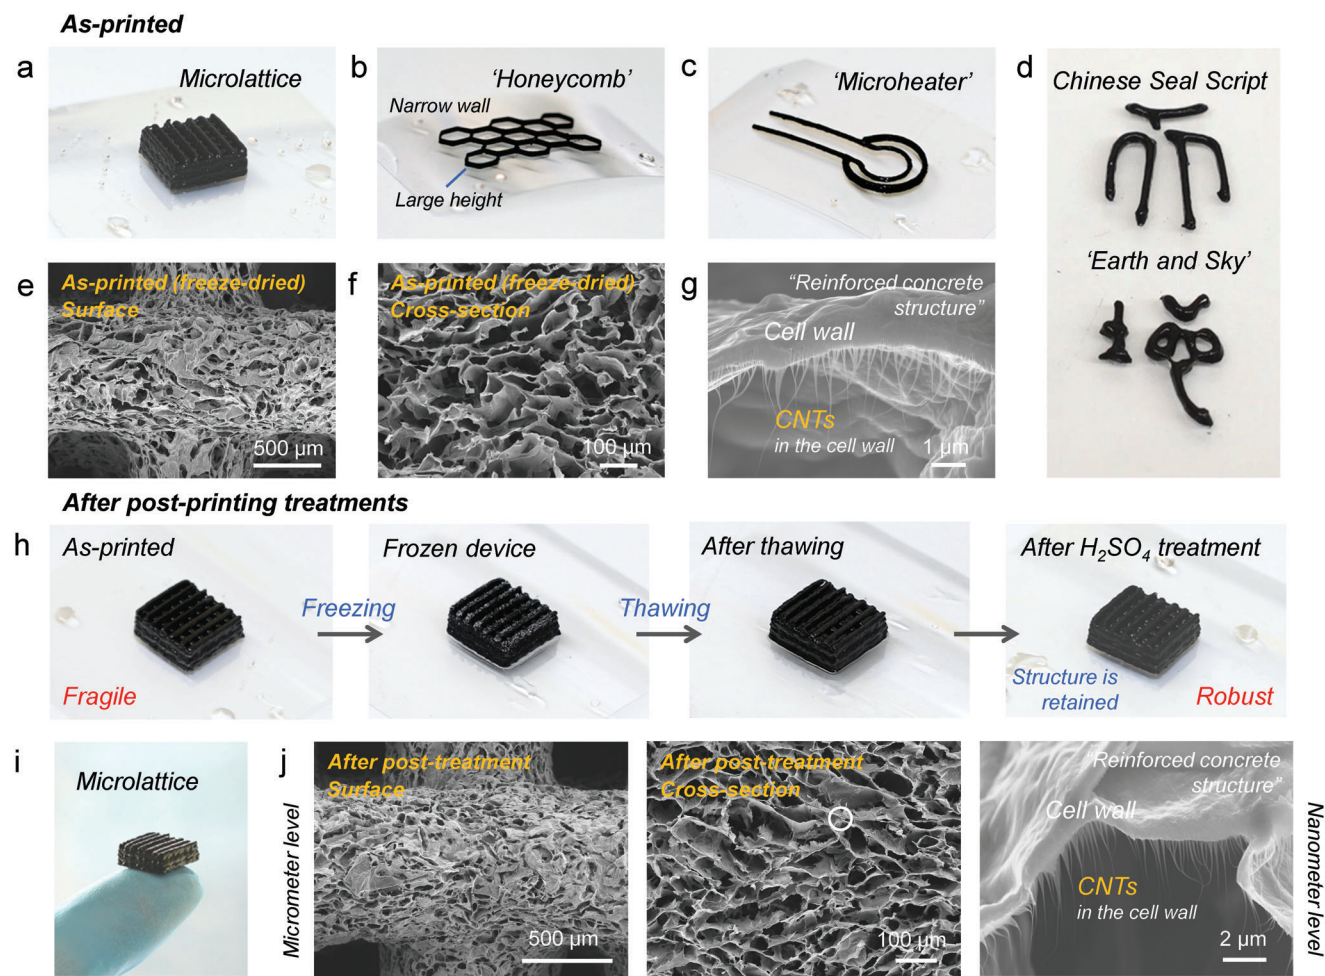 As-printed
a
Microlattice
b
‘Honeycomb’
Narrow wall
Large height
c
‘Microheater’
d
Chinese Seal Script
‘Earth and Sky’
e
As-printed (freeze-dried)
Surface
500 μm
f
As-printed (freeze-dried)
Cross-section
100 μm
g
“Reinforced concrete
structure”
Cell wall
CNTs
in the cell wall
1 μm
After post-printing treatments
h
As-printed
Fragile
Freezing
Frozen device
Thawing
After thawing
After H₂SO₄ treatment
Structure is
retained
Robust
i
Microlattice
j
Micrometer level
After post-treatment
Surface
500 μm
After post-treatment
Cross-section
100 μm
“Reinforced concrete
structure”
Cell wall
CNTs
in the cell wall
2 μm
Nanometer level